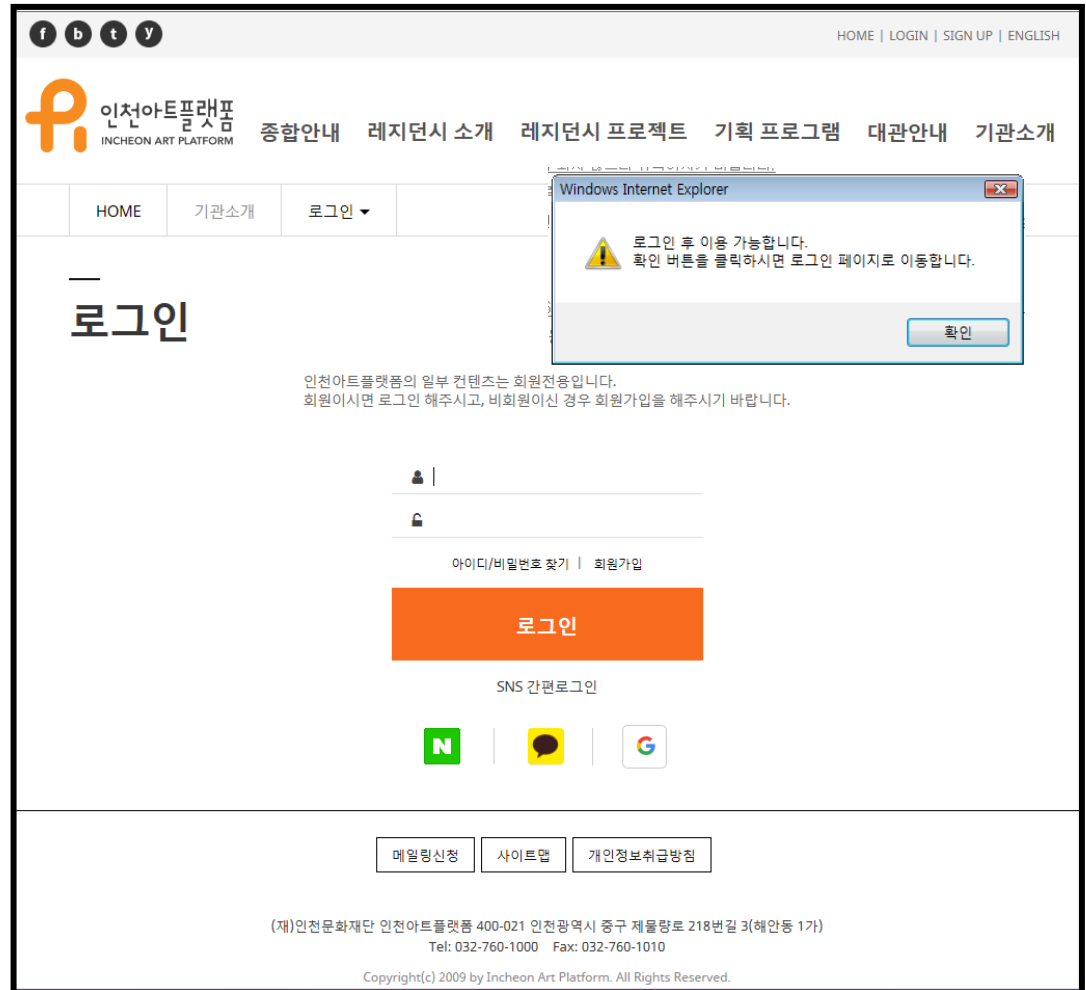 f b t y
HOME | LOGIN | SIGN UP | ENGLISH
인천아트플랫폼
INCHEON ART PLATFORM
종합안내 레지던시 소개 레지던시 프로젝트 기획 프로그램 대관안내 기관소개
HOME 기관소개 로그인
Windows Internet Explorer
로그인 후 이용 가능합니다.
확인 버튼을 클릭하시면 로그인 페이지로 이동합니다.
확인
로그인
인천아트플랫폼의 일부 컨텐츠는 회원전용입니다.
회원이시면 로그인 해주시고, 비회원이신 경우 회원가입을 해주시기 바랍니다.
아이디/비밀번호 찾기 | 회원가입
로그인
SNS 간편로그인
N G
메일링신청 사이트맵 개인정보취급방침
(재)인천문화재단 인천아트플랫폼 400-021 인천광역시 중구 제물량로 218번길 3(해안동 1가)
Tel: 032-760-1000 Fax: 032-760-1010
Copyright(c) 2009 by Incheon Art Platform. All Rights Reserved.